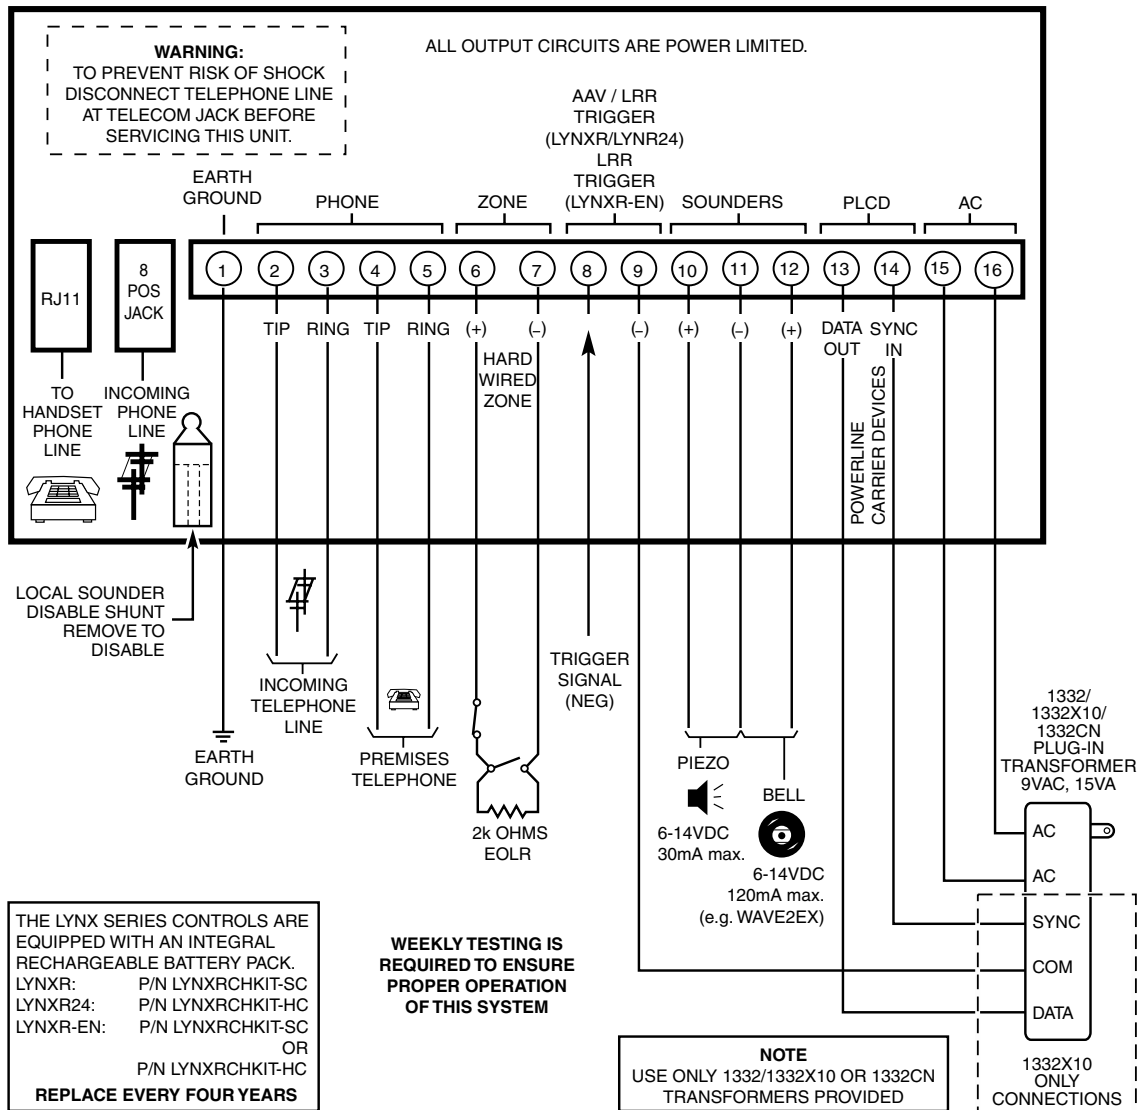 WARNING:
TO PREVENT RISK OF SHOCK
DISCONNECT TELEPHONE LINE
AT TELECOM JACK BEFORE
SERVICING THIS UNIT.
ALL OUTPUT CIRCUITS ARE POWER LIMITED.
AAV / LRR
TRIGGER
(LYNXR/LYNR24)
LRR
TRIGGER
(LYNXR-EN)
EARTH
GROUND
PHONE
ZONE
SOUNDERS
PLCD
AC
RJ11
8
POS
JACK
1 2 3 4 5 6 7 8 9 10 11 12 13 14 15 16
TIP RING TIP RING (+) (–) (–) (+) (–) (+)
DATA
OUT
SYNC
IN
HARD
WIRED
ZONE
POWERLINE
CARRIER DEVICES
TO
HANDSET
PHONE
LINE
INCOMING
PHONE
LINE
LOCAL SOUNDER
DISABLE SHUNT
REMOVE TO
DISABLE
EARTH
GROUND
INCOMING
TELEPHONE
LINE
PREMISES
TELEPHONE
2k OHMS
EOLR
TRIGGER
SIGNAL
(NEG)
PIEZO
6-14VDC
30mA max.
BELL
6-14VDC
120mA max.
(e.g. WAVE2EX)
1332/
1332X10/
1332CN
PLUG-IN
TRANSFORMER
9VAC, 15VA
AC
AC
SYNC
COM
DATA
1332X10
ONLY
CONNECTIONS
THE LYNX SERIES CONTROLS ARE
EQUIPPED WITH AN INTEGRAL
RECHARGEABLE BATTERY PACK.
LYNXR: P/N LYNXRCHKIT-SC
LYNXR24: P/N LYNXRCHKIT-HC
LYNXR-EN: P/N LYNXRCHKIT-SC
OR
P/N LYNXRCHKIT-HC
REPLACE EVERY FOUR YEARS
WEEKLY TESTING IS
REQUIRED TO ENSURE
PROPER OPERATION
OF THIS SYSTEM
NOTE
USE ONLY 1332/1332X10 OR 1332CN
TRANSFORMERS PROVIDED